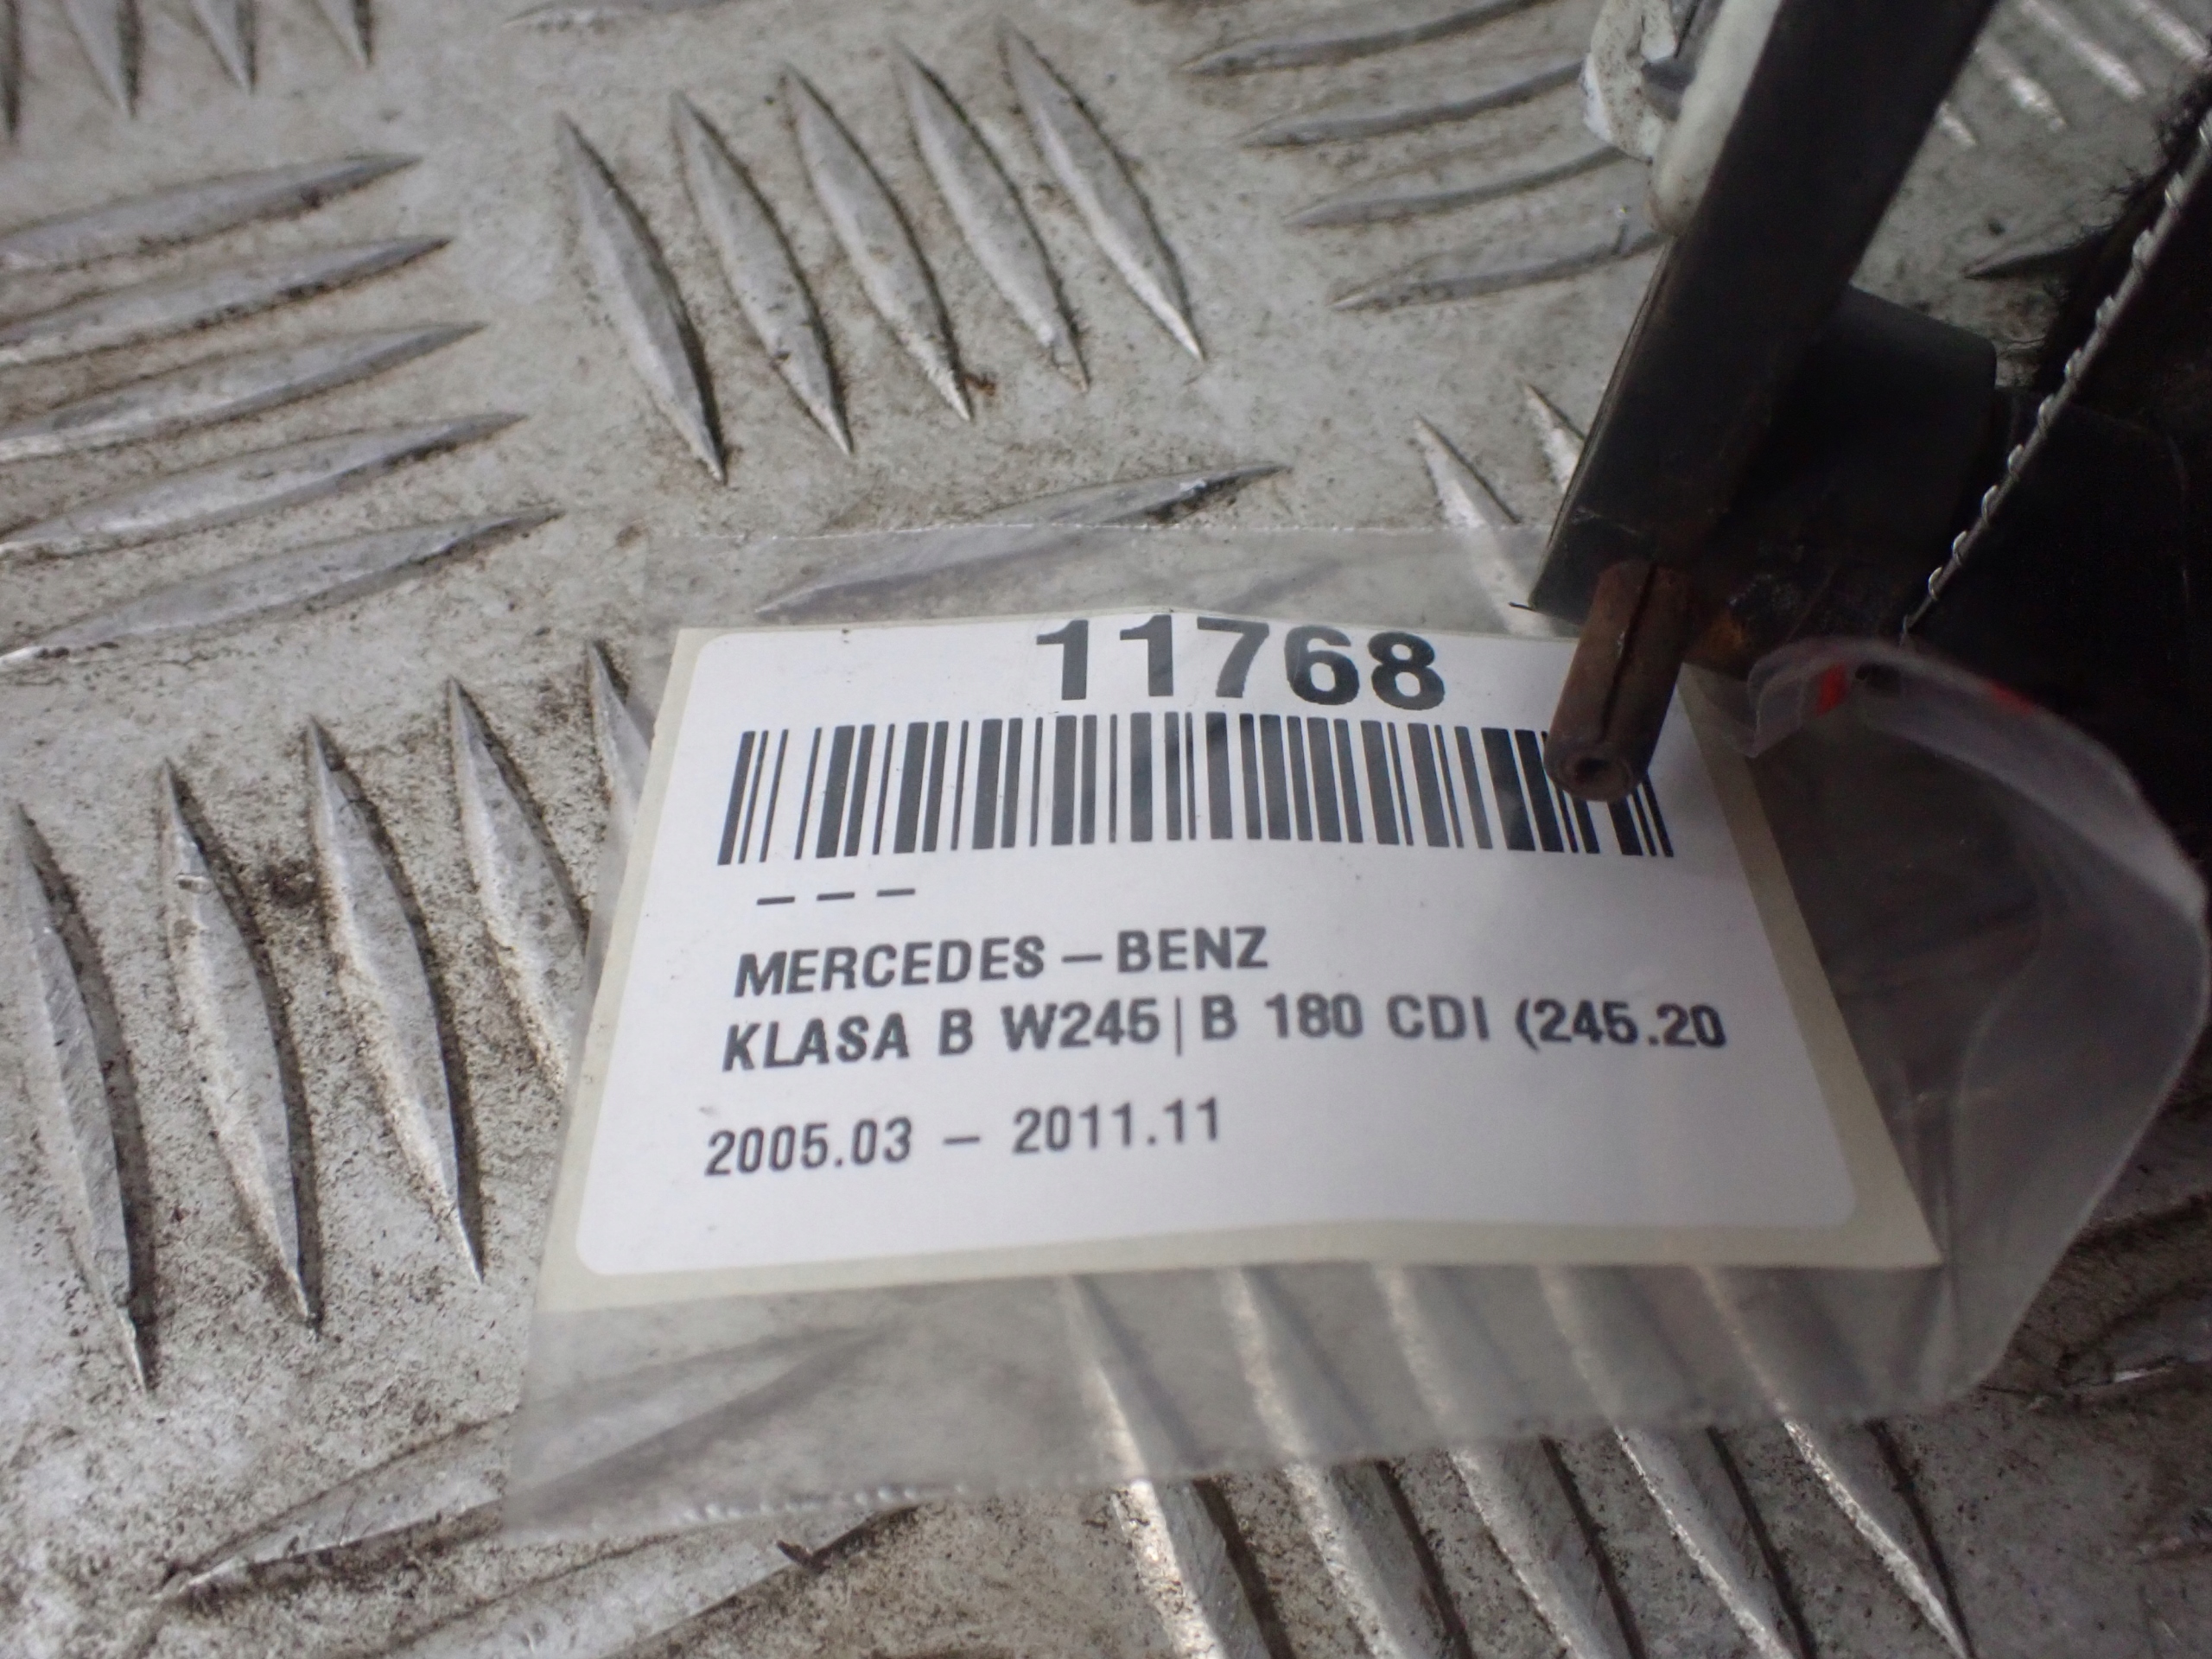 11768
– – –
MERCEDES – BENZ
KLASA B W245|B 180 CDI (245.20
2005.03 – 2011.11